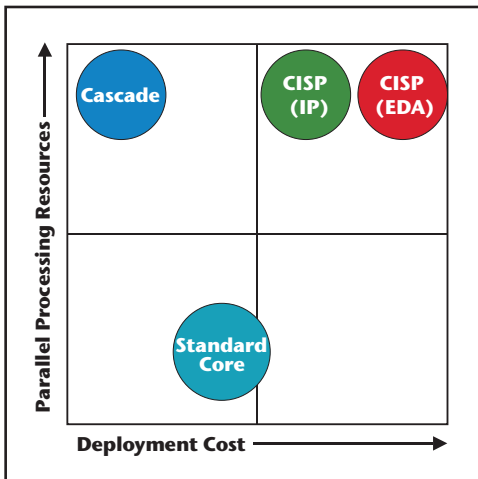 Parallel Processing Resources
Cascade
CISP
(IP)
CISP
(EDA)
Standard
Core
Deployment Cost